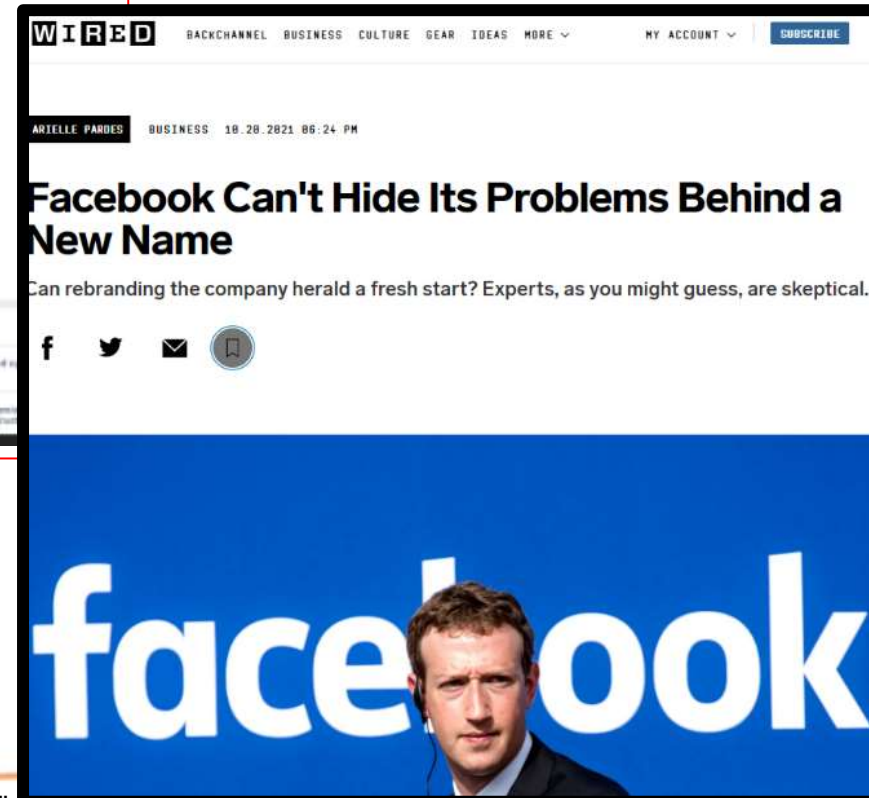 WIRED BACKCHANNEL BUSINESS CULTURE GEAR IDEAS MORE MY ACCOUNT SUBSCRIBE
ARIELLE PARDES BUSINESS 10.20.2021 06:24 PM
Facebook Can't Hide Its Problems Behind a
New Name
Can rebranding the company herald a fresh start? Experts, as you might guess, are skeptical.
facebook